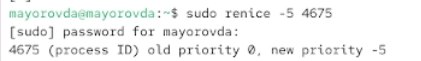 mayorovda@mayorovda:~$ sudo renice -5 4675
[sudo] password for mayorovda:
4675 (process ID) old priority 0, new priority -5